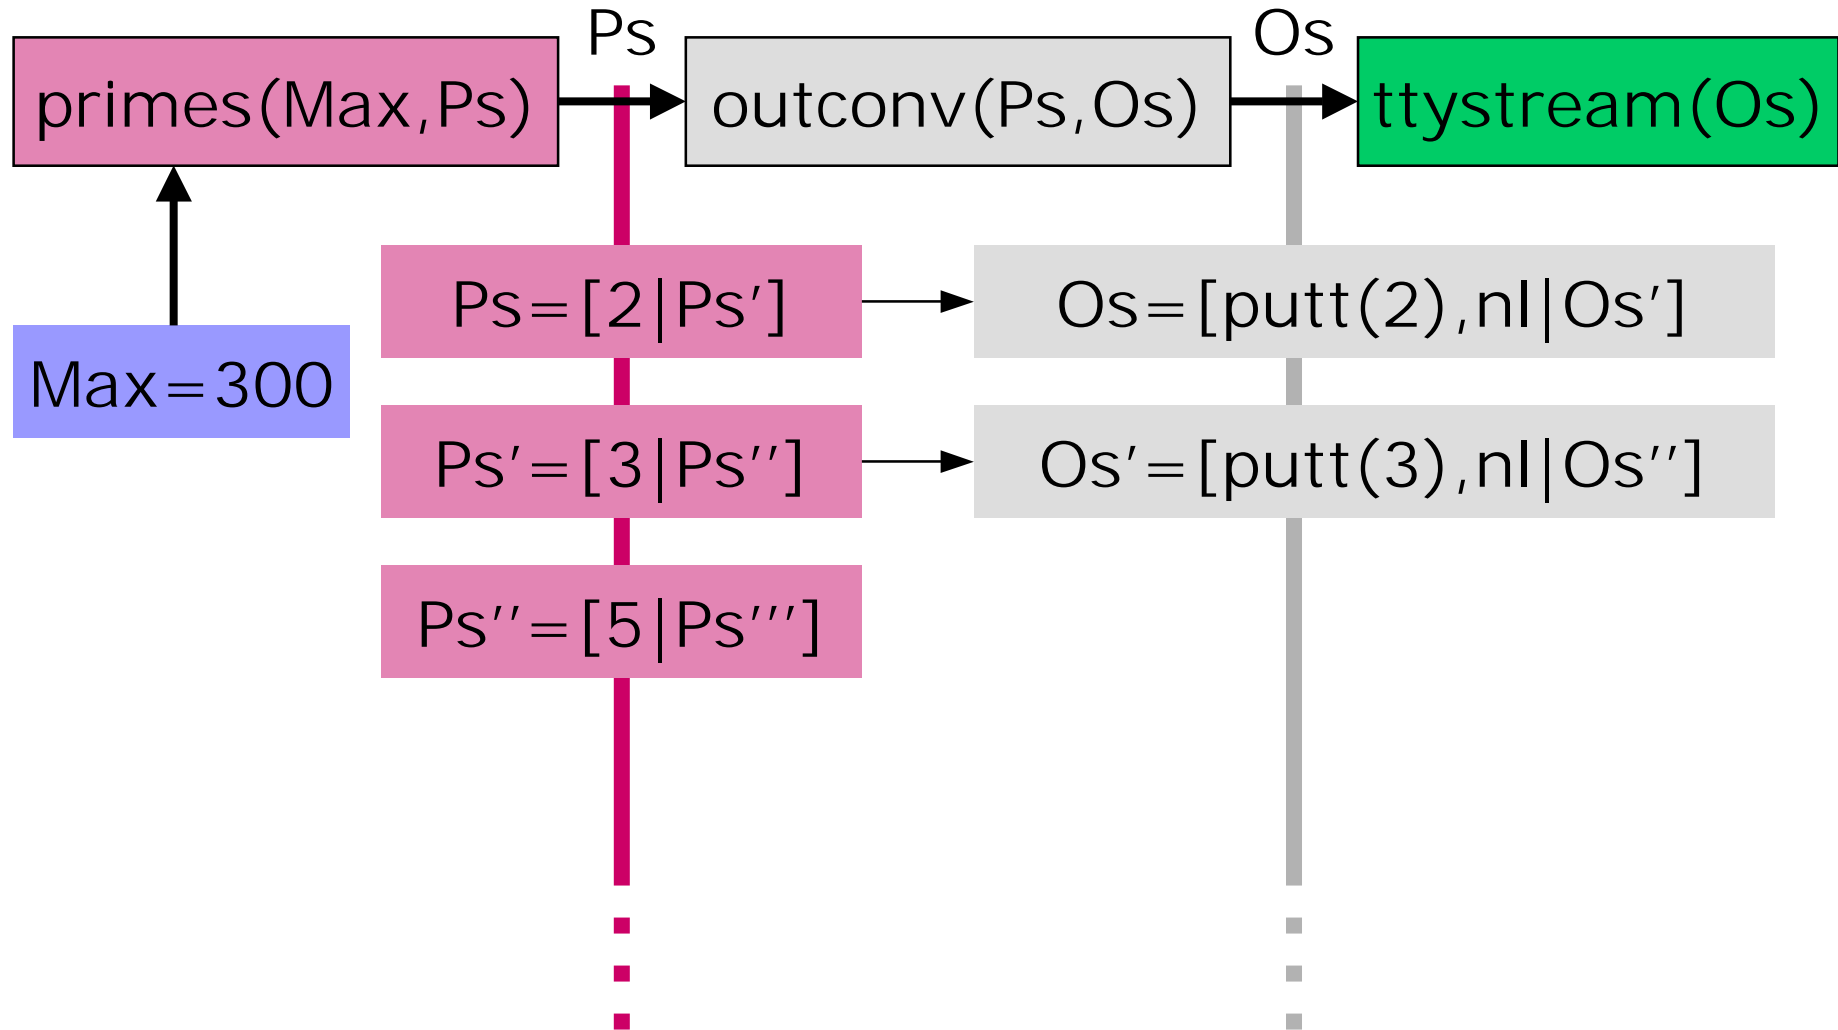 Ps
Os
primes(Max,Ps)
outconv(Ps,Os)
ttystream(Os)
Ps=[2|Ps']
Os=[putt(2),nl|Os']
Max=300
Ps'=[3|Ps'']
Os'=[putt(3),nl|Os'']
Ps''=[5|Ps''']